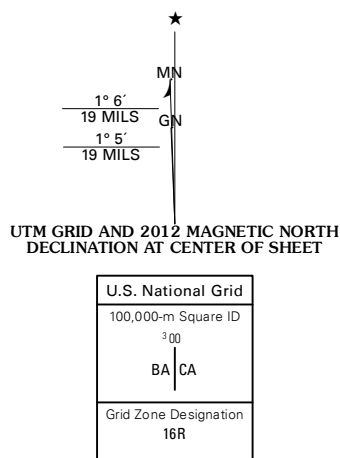 ★
MN
1° 6´
19 MILS
GN
1° 5´
19 MILS
UTM GRID AND 2012 MAGNETIC NORTH
DECLINATION AT CENTER OF SHEET
U.S. National Grid
100,000-m Square ID
³00
BA CA
Grid Zone Designation
16R